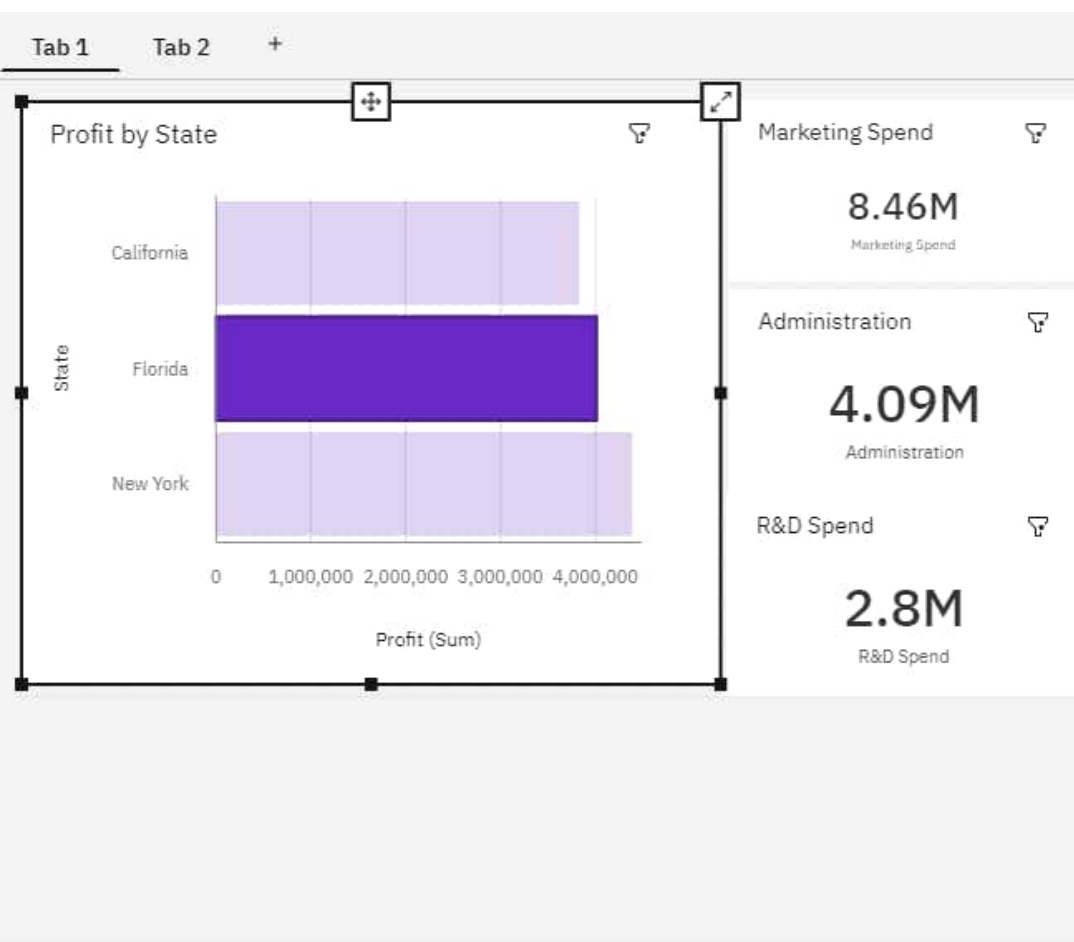 Tab 1 Tab 2 +
Profit by State
State
California
Florida
New York
0 1,000,000 2,000,000 3,000,000 4,000,000
Profit (Sum)
Marketing Spend
8.46M
Marketing Spend
Administration
4.09M
Administration
R&D Spend
2.8M
R&D Spend